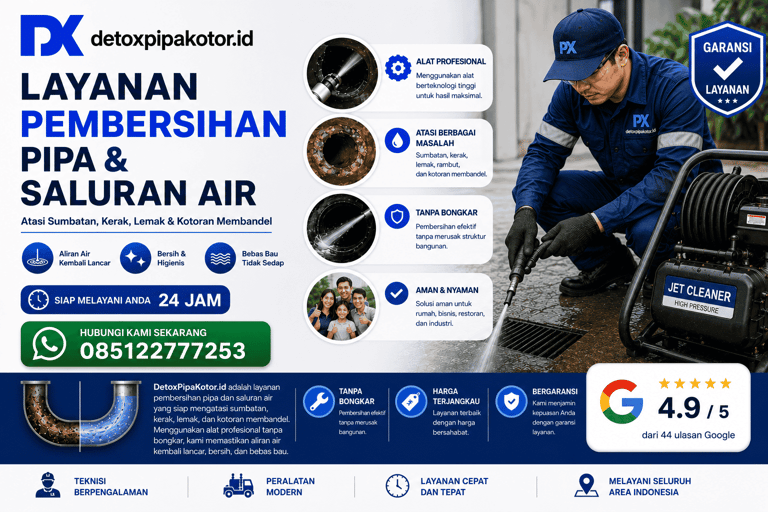 PX detoxpipakotor.id
LAYANAN
PEMBERSIHAN
PIPA &
SALURAN AIR
Atasi Sumbatan, Kerak, Lemak & Kotoran Membandel
Aliran Air
Kembali Lancar
Bersih &
Higienis
Bebas Bau
Tidak Sedap
SIAP MELAYANI ANDA 24 JAM
HUBUNGI KAMI SEKARANG
085122777253
ALAT PROFESIONAL
Menggunakan alat
berteknologi tinggi
untuk hasil maksimal.
ATASI BERBAGAI
MASALAH
Sumbatan, kerak,
lemak, rambut,
dan kotoran membandel.
TANPA BONGKAR
Pembersihan efektif
tanpa merusak struktur
bangunan.
AMAN & NYAMAN
Solusi aman untuk
rumah, bisnis, restoran,
dan industri.
PX
PX
detoxpipakotor.id
GARANSI
LAYANAN
JET CLEANER
HIGH PRESSURE
DetoxPipaKotor.id adalah layanan
pembersihan pipa dan saluran air
yang siap mengatasi sumbatan,
kerak, lemak, dan kotoran membandel.
Menggunakan alat profesional tanpa
bongkar, kami memastikan aliran air
kembali lancar, bersih, dan bebas bau.
TANPA
BONGKAR
Pembersihan efektif
tanpa merusak
bangunan.
HARGA
TERJANGKAU
Layanan terbaik
dengan harga
bersahabat.
BERGARANSI
Kami menjamin
kepuasan Anda
dengan garansi
layanan.
G
4.9 / 5
dari 44 ulasan Google
TEKNISI
BERPENGALAMAN
PERALATAN
MODERN
LAYANAN CEPAT
DAN TEPAT
MELAYANI SELURUH
AREA INDONESIA